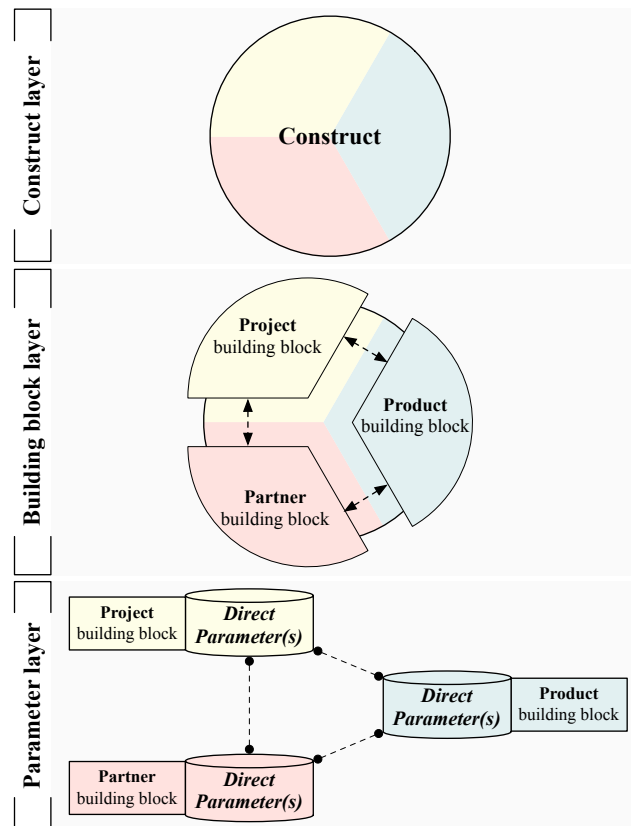 Construct layer
Construct
Building block layer
Project
building block
Product
building block
Partner
building block
Parameter layer
Project
building block
Direct
Parameter(s)
Direct
Parameter(s)
Product
building block
Partner
building block
Direct
Parameter(s)